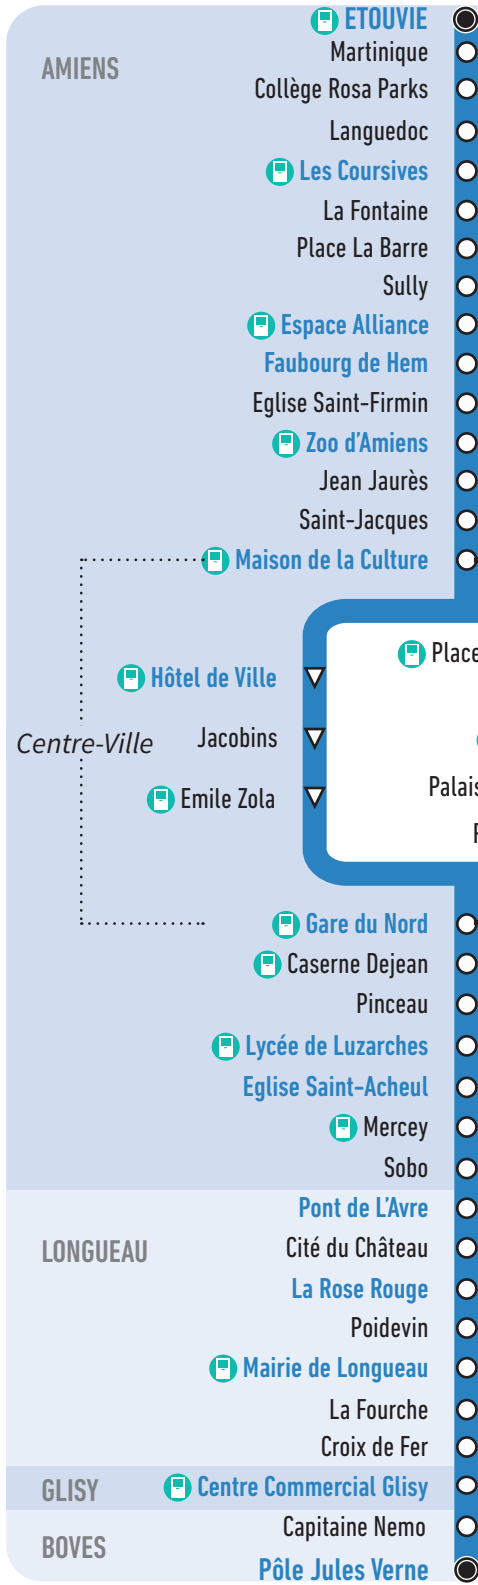 ETOUVIE
AMIENS
Martinique
Collège Rosa Parks
Languedoc
Les Coursives
La Fontaine
Place La Barre
Sully
Espace Alliance
Faubourg de Hem
Eglise Saint-Firmin
Zoo d'Amiens
Jean Jaurès
Saint-Jacques
Maison de la Culture
Place
Hôtel de Ville
Centre-Ville
Jacobins
Palais
Emile Zola
Gare du Nord
Caserne Dejean
Pinceau
Lycée de Luzarches
Eglise Saint-Acheul
Mercey
Sobo
Pont de L'Avre
LONGUEAU
Cité du Château
La Rose Rouge
Poidevin
Mairie de Longueau
La Fourche
Croix de Fer
GLISY
Centre Commercial Glisy
Capitaine Nemo
BOVES
Pôle Jules Verne